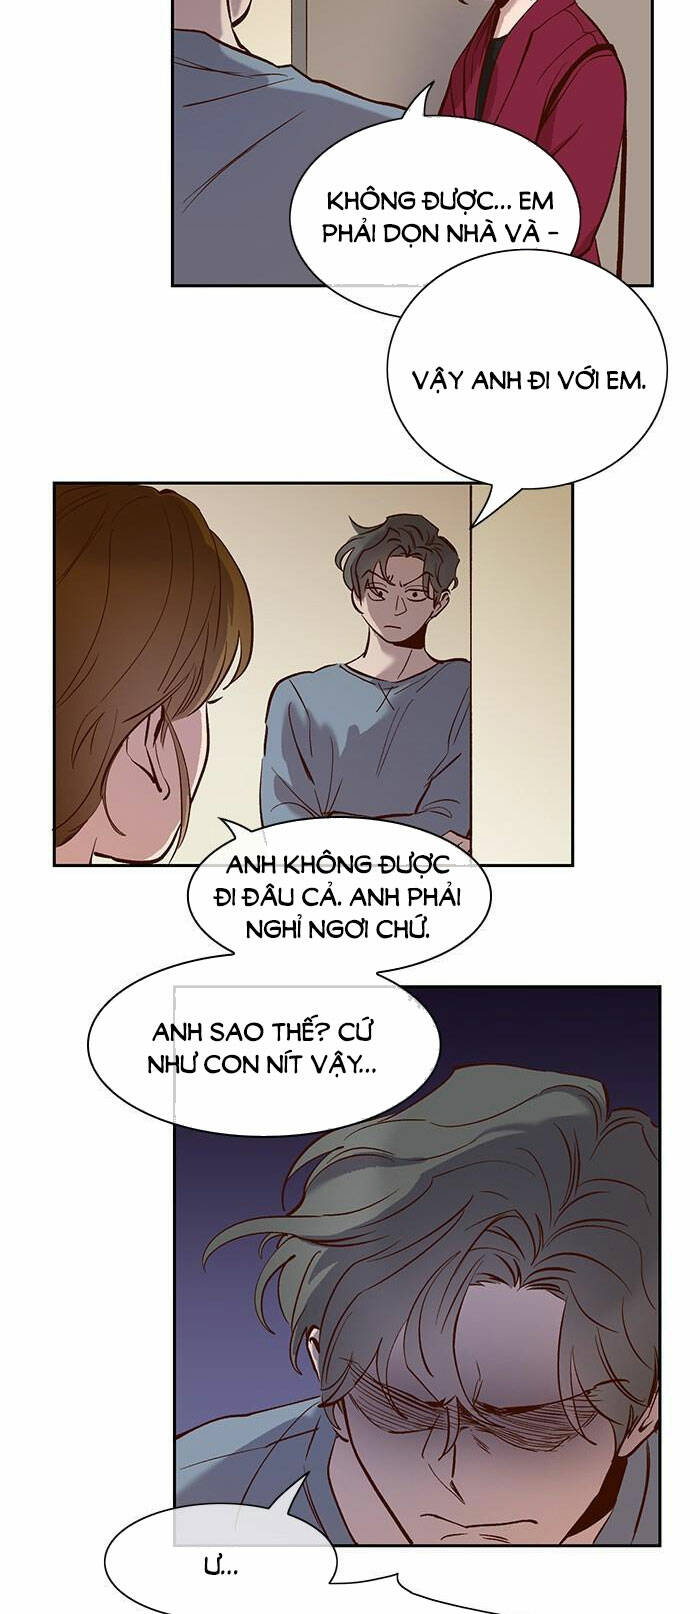 KHÔNG ĐƯỢC... EM
PHẢI DỌN NHÀ VÀ -
VẬY ANH ĐI VỚI EM.
ANH KHÔNG ĐƯỢC
ĐI ĐÂU CẢ. ANH PHẢI
NGHỈ NGƠI CHỨ.
ANH SAO THẾ? CỨ
NHƯ CON NÍT VẬY...
Ư...